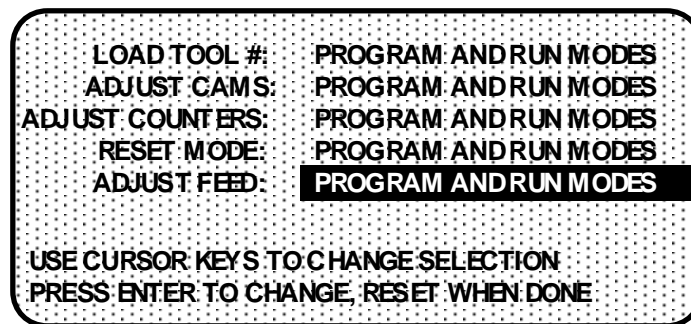 LOAD TOOL #: PROGRAM AND RUN MODES
ADJUST CAMS: PROGRAM AND RUN MODES
ADJUST COUNTERS: PROGRAM AND RUN MODES
RESET MODE: PROGRAM AND RUN MODES
ADJUST FEED: PROGRAM AND RUN MODES
USE CURSOR KEYS TO CHANGE SELECTION
PRESS ENTER TO CHANGE, RESET WHEN DONE